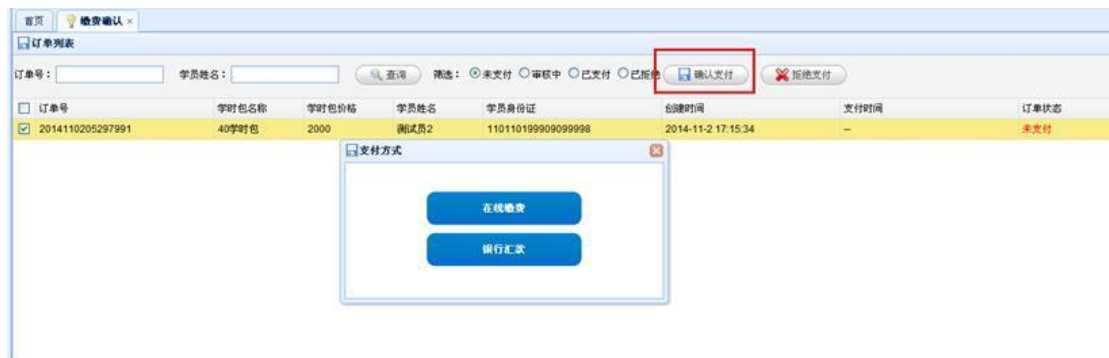 首页 缴费确认 ×
订单列表
订单号： 学员姓名： 查询 筛选： 未支付 审核中 已支付 已拒绝 确认支付 拒绝支付
订单号 学时包名称 学时包价格 学员姓名 学员身份证 创建时间 支付时间 订单状态
2014110205297991 40学时包 2000 测试员2 110110199909099998 2014-11-2 17:15:34 -- 未支付
支付方式
在线缴费
银行汇款